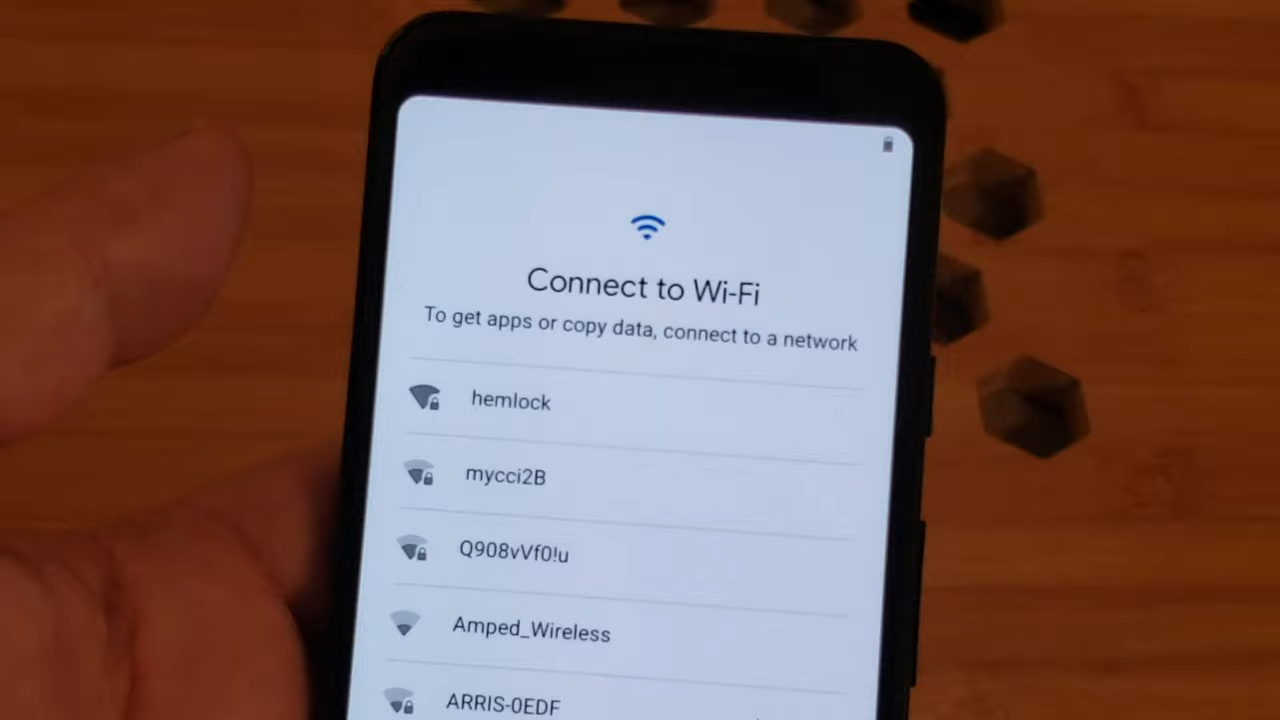 Connect to Wi-Fi
To get apps or copy data, connect to a network
hemlock
mycci2B
Q908vVf0!u
Amped_Wireless
ARRIS-0EDF